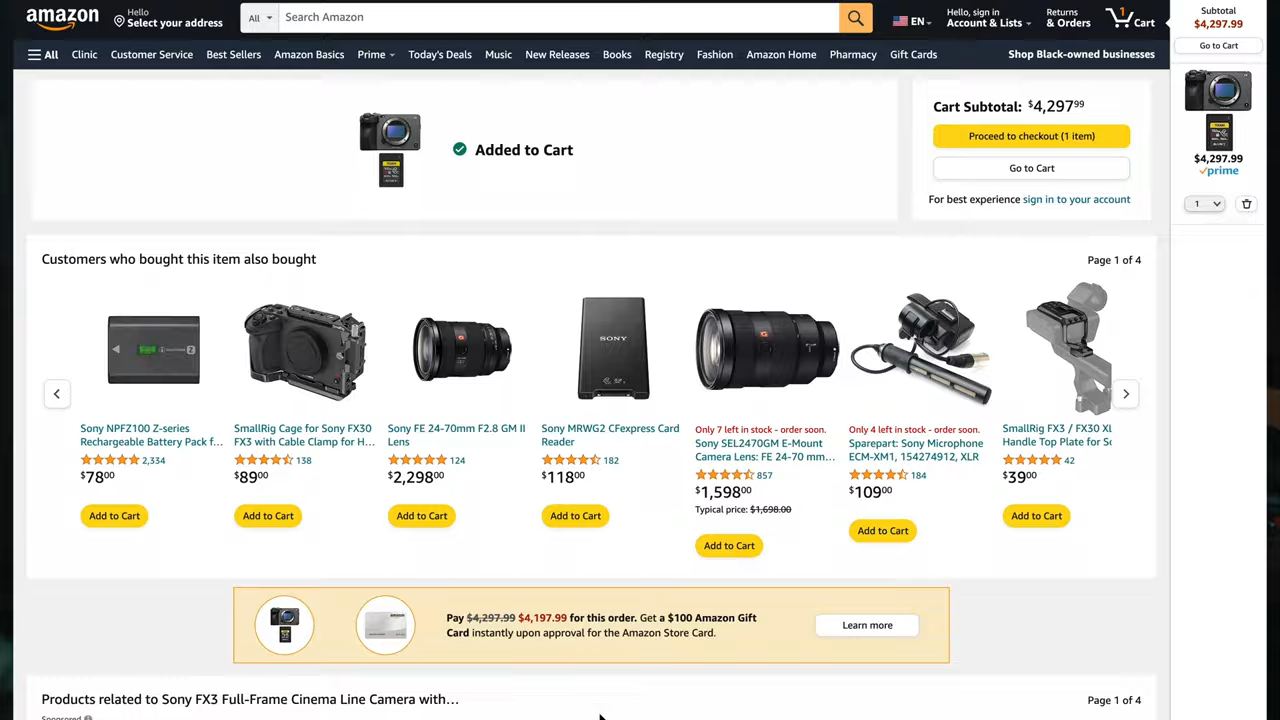 amazon
Hello
Select your address
All
Search Amazon
EN
Hello, sign in
Account & Lists
Returns
& Orders
1
Cart
Subtotal
$4,297.99
Go to Cart
All
Clinic
Customer Service
Best Sellers
Amazon Basics
Prime
Today's Deals
Music
New Releases
Books
Registry
Fashion
Amazon Home
Pharmacy
Gift Cards
Shop Black-owned businesses
Added to Cart
Cart Subtotal: $4,297.99
Proceed to checkout (1 item)
Go to Cart
For best experience sign in to your account
$4,297.99
prime
1
Customers who bought this item also bought
Page 1 of 4
SONY
Sony NPFZ100 Z-series
Rechargeable Battery Pack f...
2,334
$78.00
Add to Cart
SmallRig Cage for Sony FX30
FX3 with Cable Clamp for H...
138
$89.00
Add to Cart
Sony FE 24-70mm F2.8 GM II
Lens
124
$2,298.00
Add to Cart
Sony MRWG2 CFexpress Card
Reader
182
$118.00
Add to Cart
Only 7 left in stock - order soon.
Sony SEL2470GM E-Mount
Camera Lens: FE 24-70 mm...
857
$1,598.00
Typical price: $1,698.00
Add to Cart
Only 4 left in stock - order soon.
Sparepart: Sony Microphone
ECM-XM1, 154274912, XLR
184
$109.00
Add to Cart
SmallRig FX3 / FX30 XL
Handle Top Plate for Sc
42
$39.00
Add to Cart
Pay $4,297.99 $4,197.99 for this order. Get a $100 Amazon Gift
Card instantly upon approval for the Amazon Store Card.
Learn more
Products related to Sony FX3 Full-Frame Cinema Line Camera with...
Page 1 of 4
Sponsored